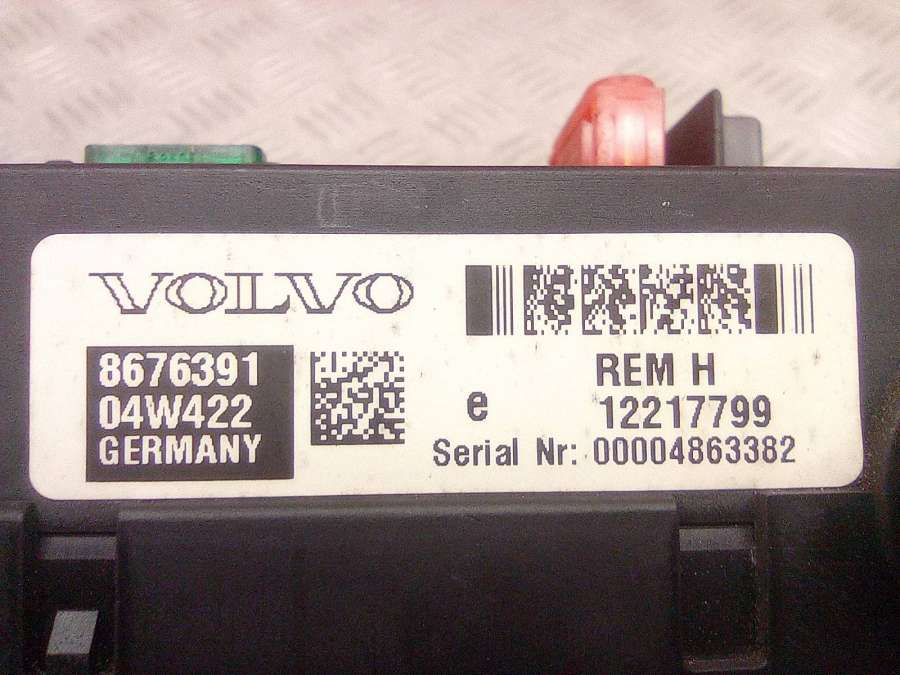 VOLVO
8676391
04W422
GERMANY
REM H
e 12217799
Serial Nr: 00004863382